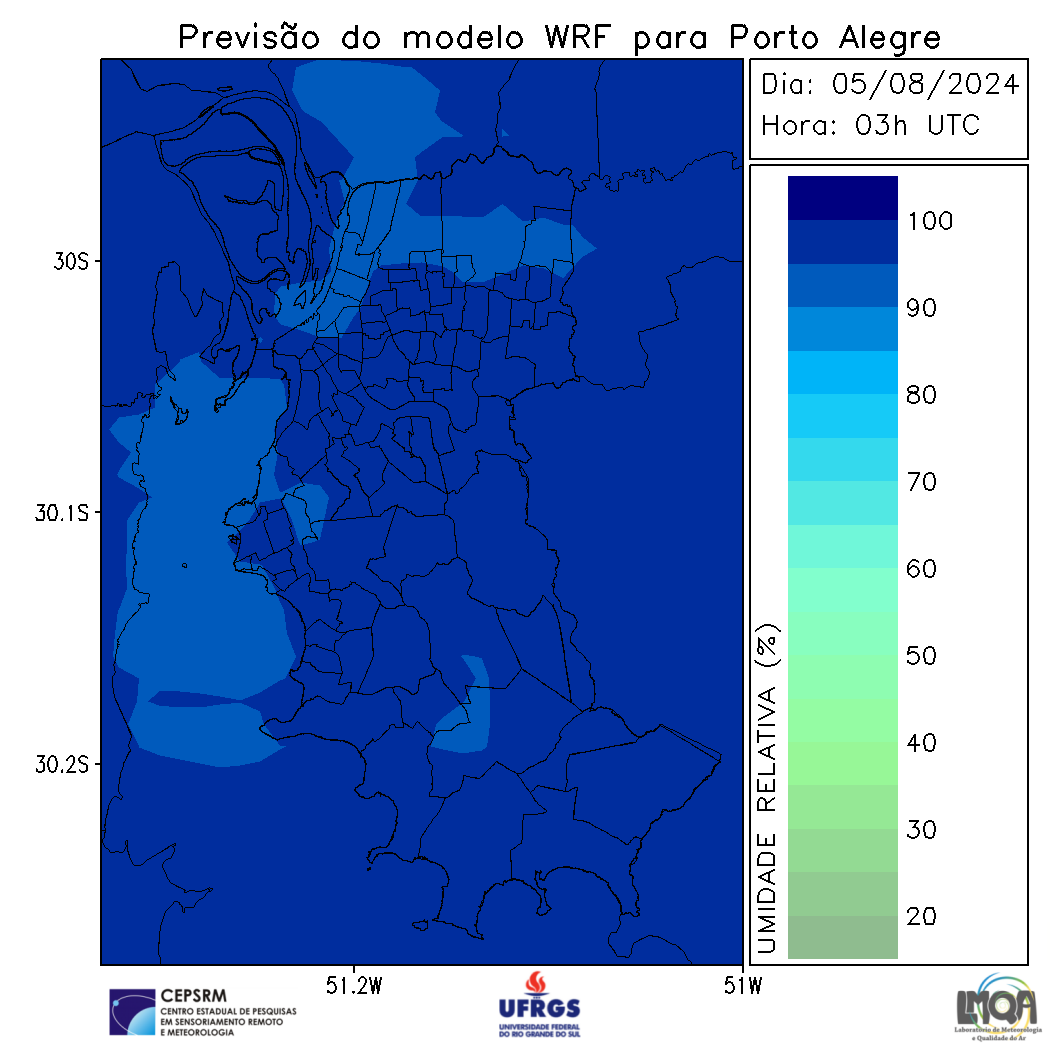 Previsão do modelo WRF para Porto Alegre
Dia: 05/08/2024
Hora: 03h UTC
100
90
80
70
60
50
40
30
20
UMIDADE RELATIVA (%)
30S
30.1S
30.2S
51.2W
51W
CEPSRM
CENTRO ESTADUAL DE PESQUISAS
EM SENSORIAMENTO REMOTO
E METEOROLOGIA
UFRGS
UNIVERSIDADE FEDERAL
DO RIO GRANDE DO SUL
LMQA
Laboratório de Meteorologia
e Qualidade do Ar